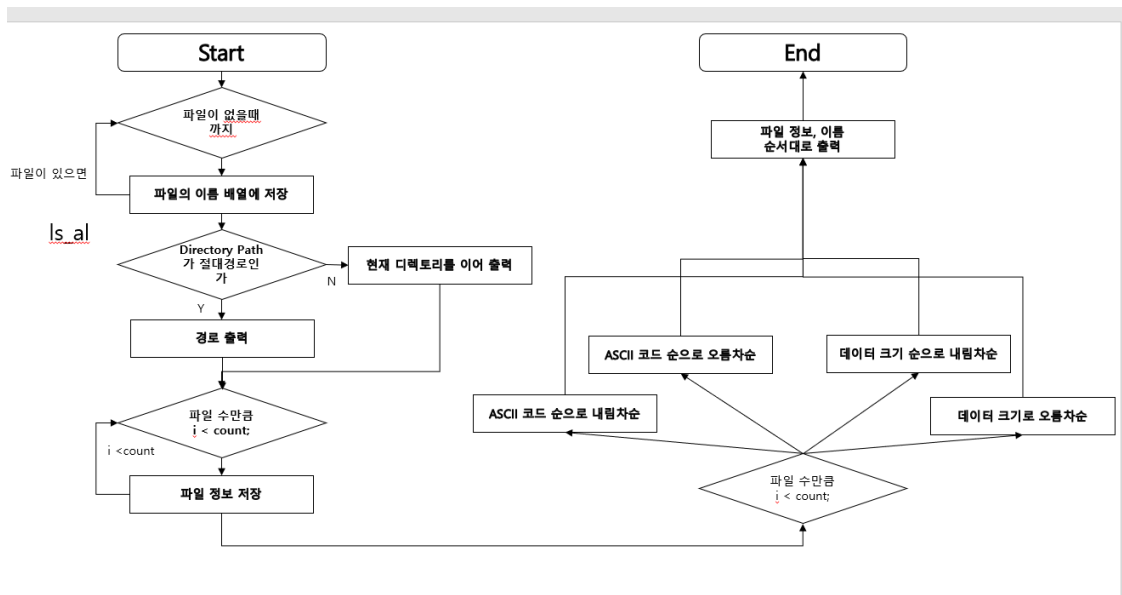 Start
파일이 없을때
까지
파일이 있으면
파일의 이름 배열에 저장
ls_al
Directory Path
가 절대경로인
가
N
현재 디렉토리를 이어 출력
Y
경로 출력
파일 수만큼
i < count;
i <count
파일 정보 저장
End
파일 정보, 이름
순서대로 출력
ASCII 코드 순으로 오름차순
데이터 크기 순으로 내림차순
ASCII 코드 순으로 내림차순
데이터 크기로 오름차순
파일 수만큼
i < count;